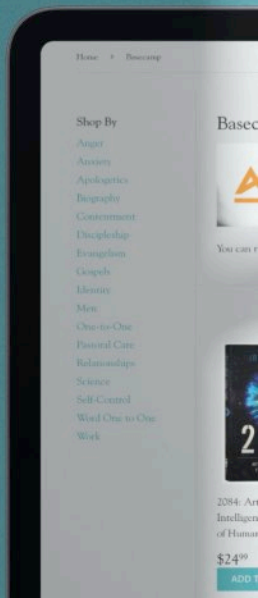 Home › Basecamp
Shop By
Anger
Anxiety
Apologetics
Biography
Contentment
Discipleship
Evangelism
Gospels
Identity
Men
One-to-One
Pastoral Care
Relationships
Science
Self-Control
Word One to One
Work
Basec
You can r
2
2084: Art
Intelligen
of Human
$24.99
ADD T